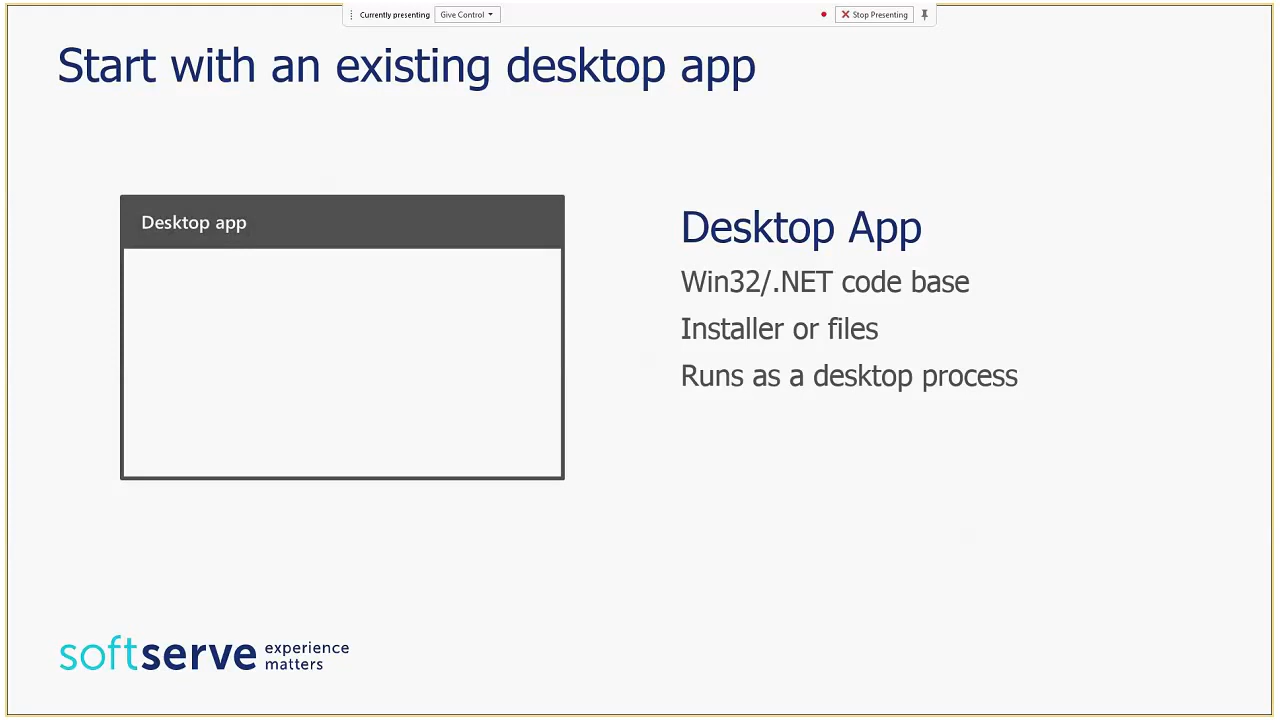 Currently presenting Give Control Stop Presenting
Start with an existing desktop app
Desktop app
Desktop App
Win32/.NET code base
Installer or files
Runs as a desktop process
softserve experience
matters